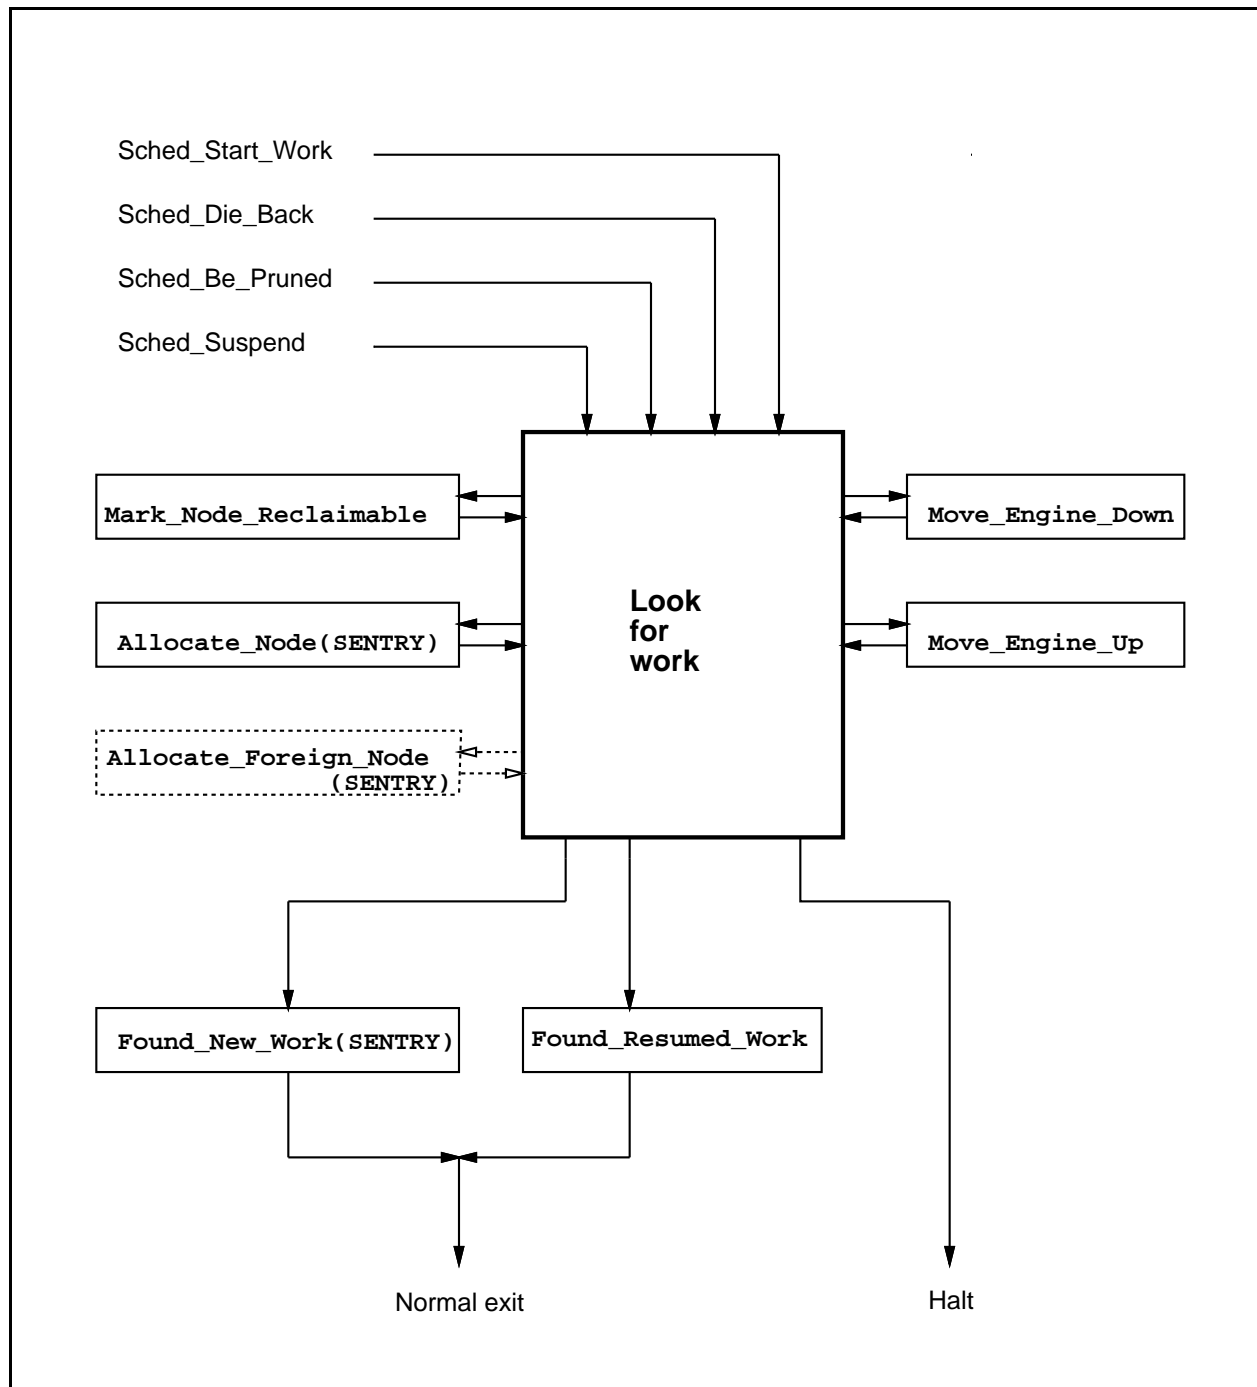 Sched_Start_Work
Sched_Die_Back
Sched_Be_Pruned
Sched_Suspend
Mark_Node_Reclaimable
Move_Engine_Down
Look
for
work
Allocate_Node(SENTRY)
Move_Engine_Up
Allocate_Foreign_Node
(SENTRY)
Found_New_Work(SENTRY)
Found_Resumed_Work
Normal exit
Halt